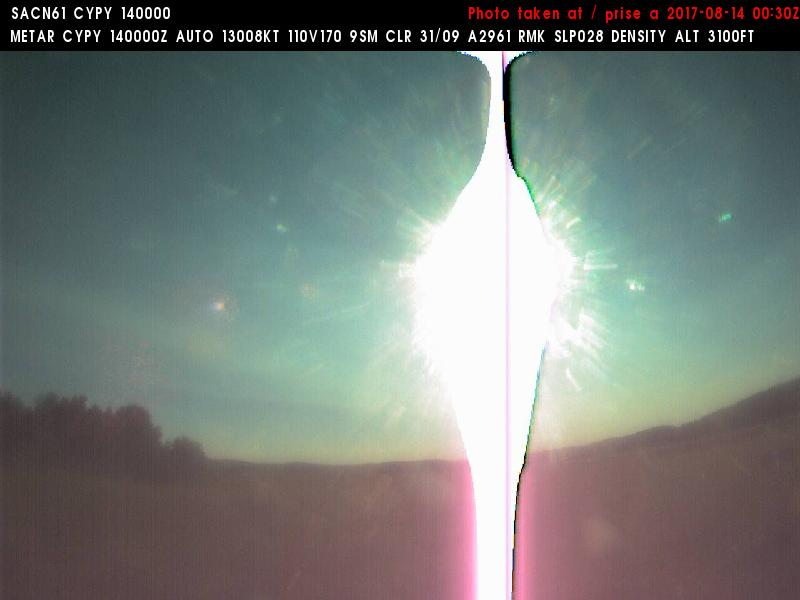 SACN61 CYPY 140000
Photo taken at / prise a 2017-08-14 00:30Z
METAR CYPY 140000Z AUTO 13008KT 110V170 9SM CLR 31/09 A2961 RMK SLP028 DENSITY ALT 3100FT